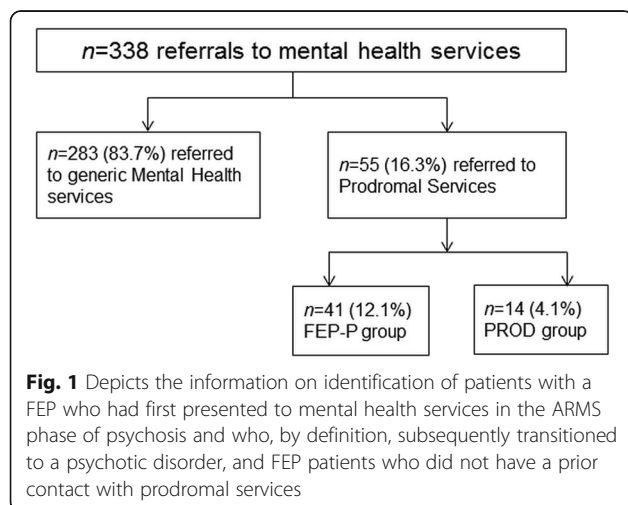 n=338 referrals to mental health services
n=283 (83.7%) referred
to generic Mental Health
services
n=55 (16.3%) referred to
Prodromal Services
n=41 (12.1%)
FEP-P group
n=14 (4.1%)
PROD group
Fig. 1 Depicts the information on identification of patients with a
FEP who had first presented to mental health services in the ARMS
phase of psychosis and who, by definition, subsequently transitioned
to a psychotic disorder, and FEP patients who did not have a prior
contact with prodromal services